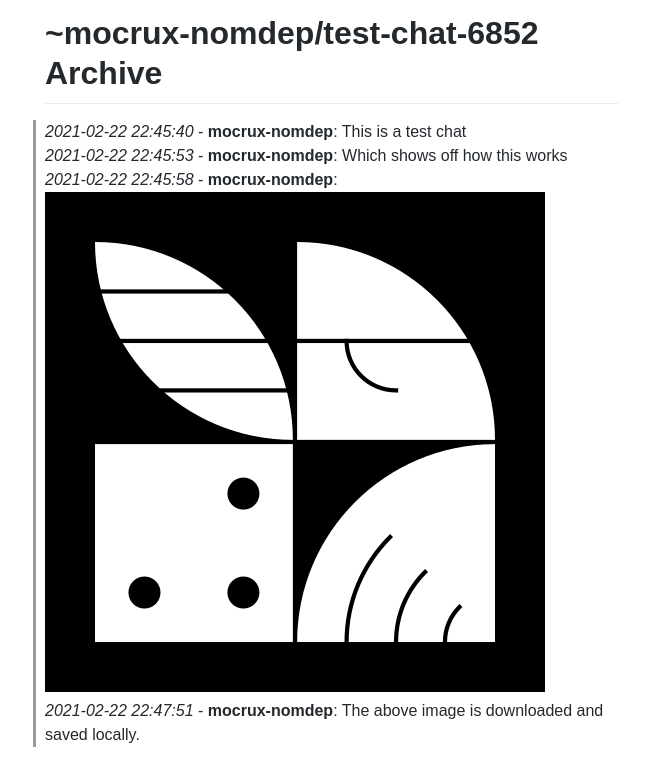 ~mocrux-nomdep/test-chat-6852
Archive
2021-02-22 22:45:40 - mocrux-nomdep: This is a test chat
2021-02-22 22:45:53 - mocrux-nomdep: Which shows off how this works
2021-02-22 22:45:58 - mocrux-nomdep:
2021-02-22 22:47:51 - mocrux-nomdep: The above image is downloaded and
saved locally.